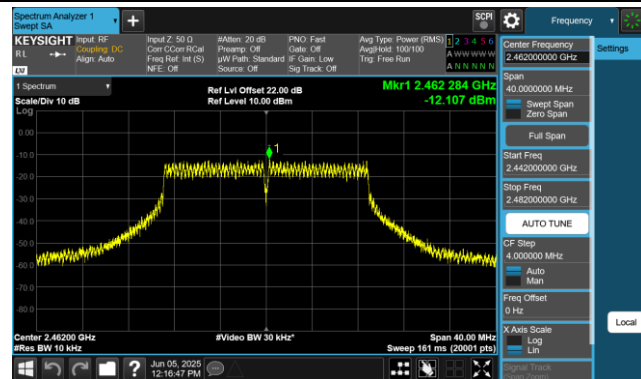 Spectrum Analyzer 1
Swept SA
+
SCPI
Frequency
KEYSIGHT
RL
LXI
Input: RF
Coupling: DC
Align: Auto
Input Z: 50 Ω
Corr CCorr RCal
Freq Ref: Int (S)
NFE: Off
#Atten: 20 dB
Preamp: Off
µW Path: Standard
Source: Off
PNO: Fast
Gate: Off
IF Gain: Low
Sig Track: Off
Avg Type: Power (RMS)
Avg|Hold: 100/100
Trig: Free Run
1 2 3 4 5 6
A W W W W W
A N N N N N
Center Frequency
2.462000000 GHz
Settings
1 Spectrum
Scale/Div 10 dB
Log
Ref Lvl Offset 22.00 dB
Ref Level 10.00 dBm
Mkr1 2.462 284 GHz
-12.107 dBm
Span
40.0000000 MHz
Swept Span
Zero Span
Full Span
Start Freq
2.442000000 GHz
Stop Freq
2.482000000 GHz
AUTO TUNE
CF Step
4.000000 MHz
Auto
Man
Freq Offset
0 Hz
X Axis Scale
Log
Lin
Signal Track
(Span Zoom)
Local
1
0.00
-10.0
-20.0
-30.0
-40.0
-50.0
-60.0
-70.0
-80.0
Center 2.46200 GHz
#Res BW 10 kHz
#Video BW 30 kHz*
Span 40.00 MHz
Sweep 161 ms (20001 pts)
?
Jun 05, 2025
12:16:47 PM